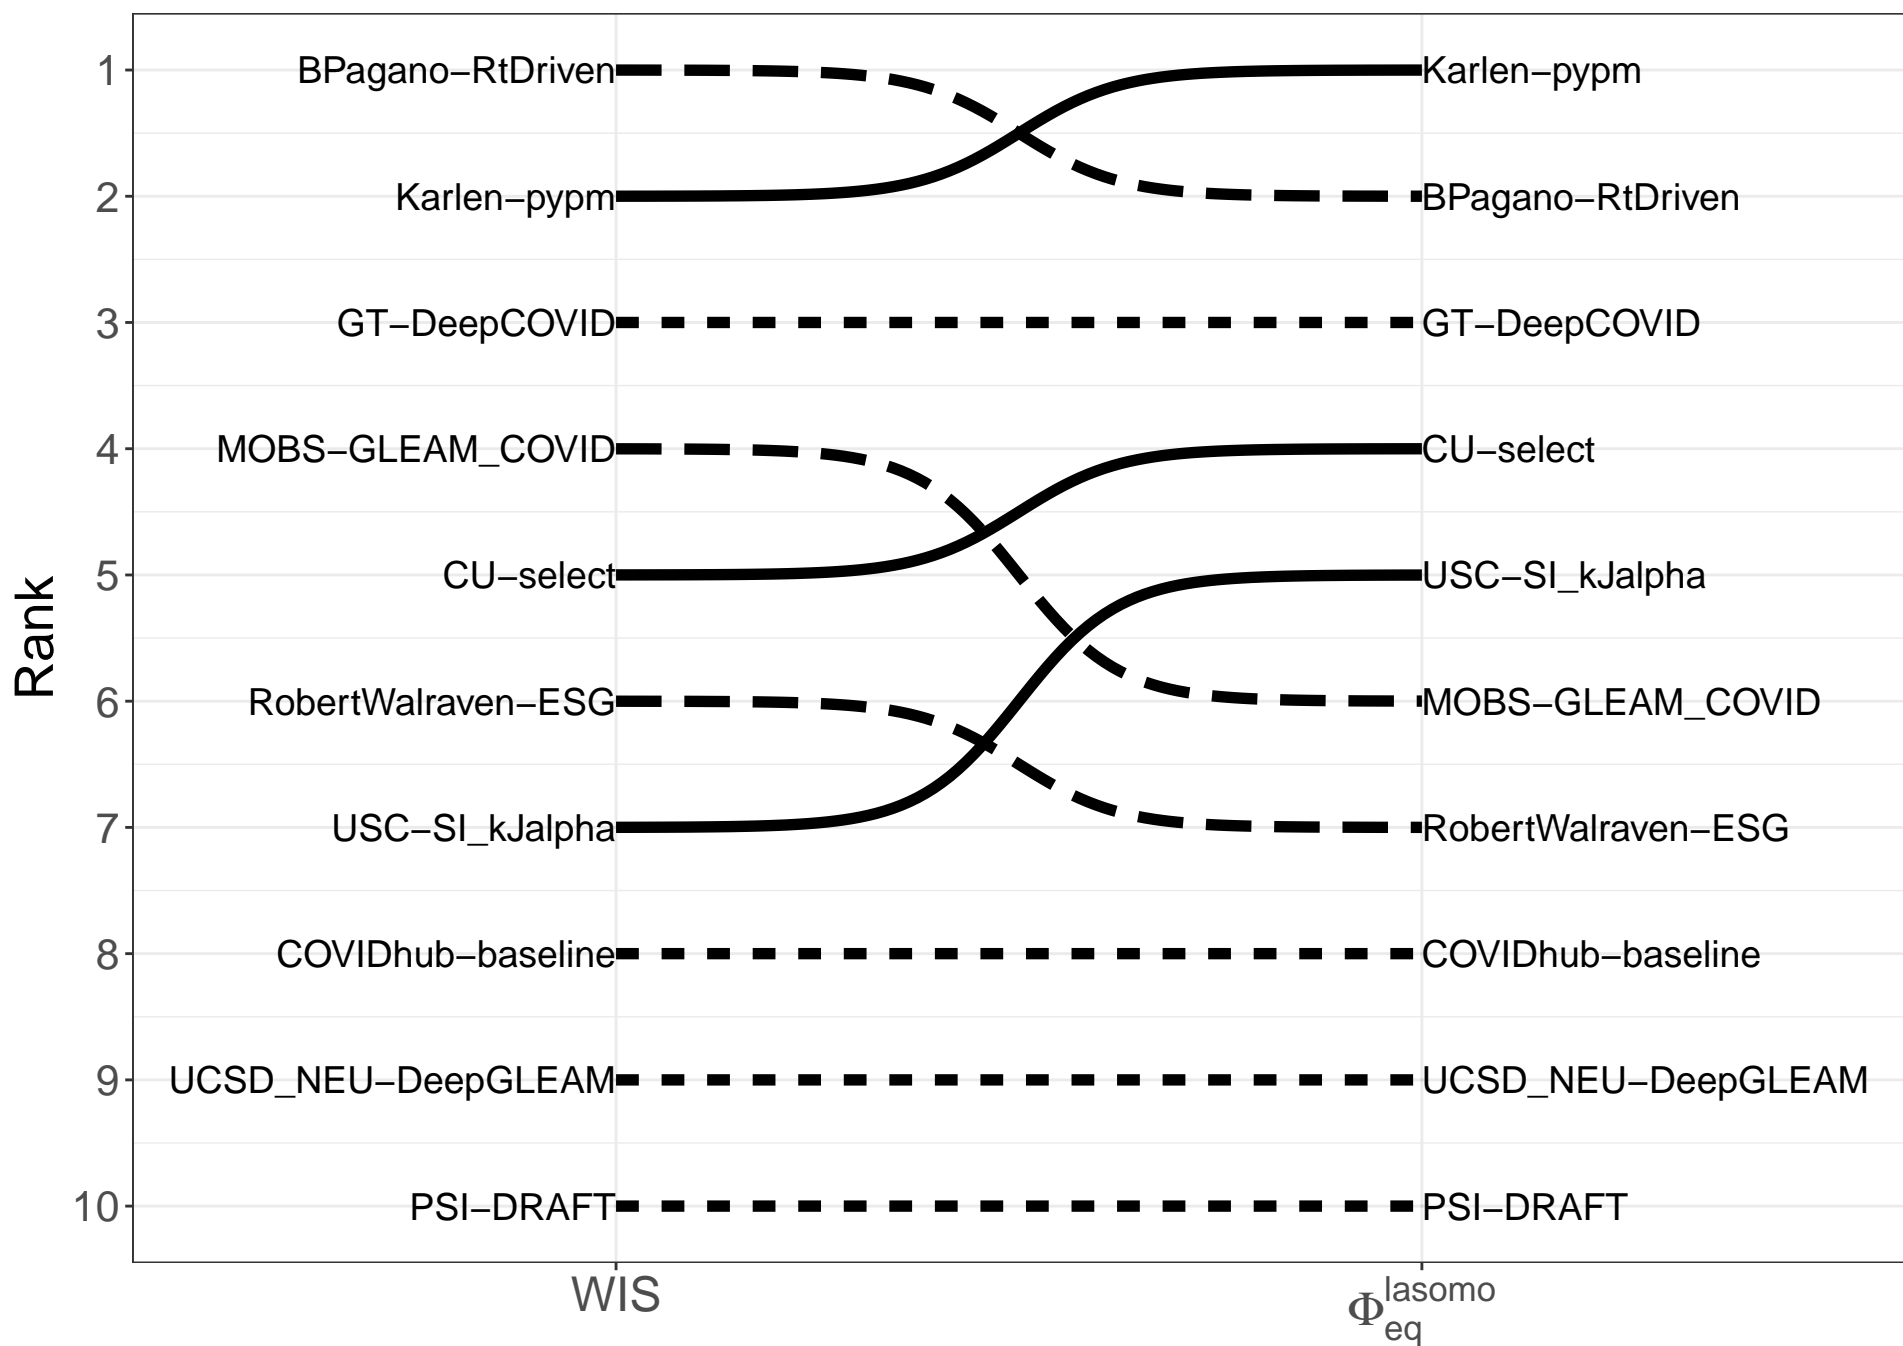 Rank
1 BPagano−RtDriven Karlen−pypm
2 Karlen−pypm BPagano−RtDriven
3 GT−DeepCOVID GT−DeepCOVID
4 MOBS−GLEAM_COVID CU−select
5 CU−select USC−SI_kJalpha
6 RobertWalraven−ESG MOBS−GLEAM_COVID
7 USC−SI_kJalpha RobertWalraven−ESG
8 COVIDhub−baseline COVIDhub−baseline
9 UCSD_NEU−DeepGLEAM UCSD_NEU−DeepGLEAM
10 PSI−DRAFT PSI−DRAFT
WIS Φ lasomo eq